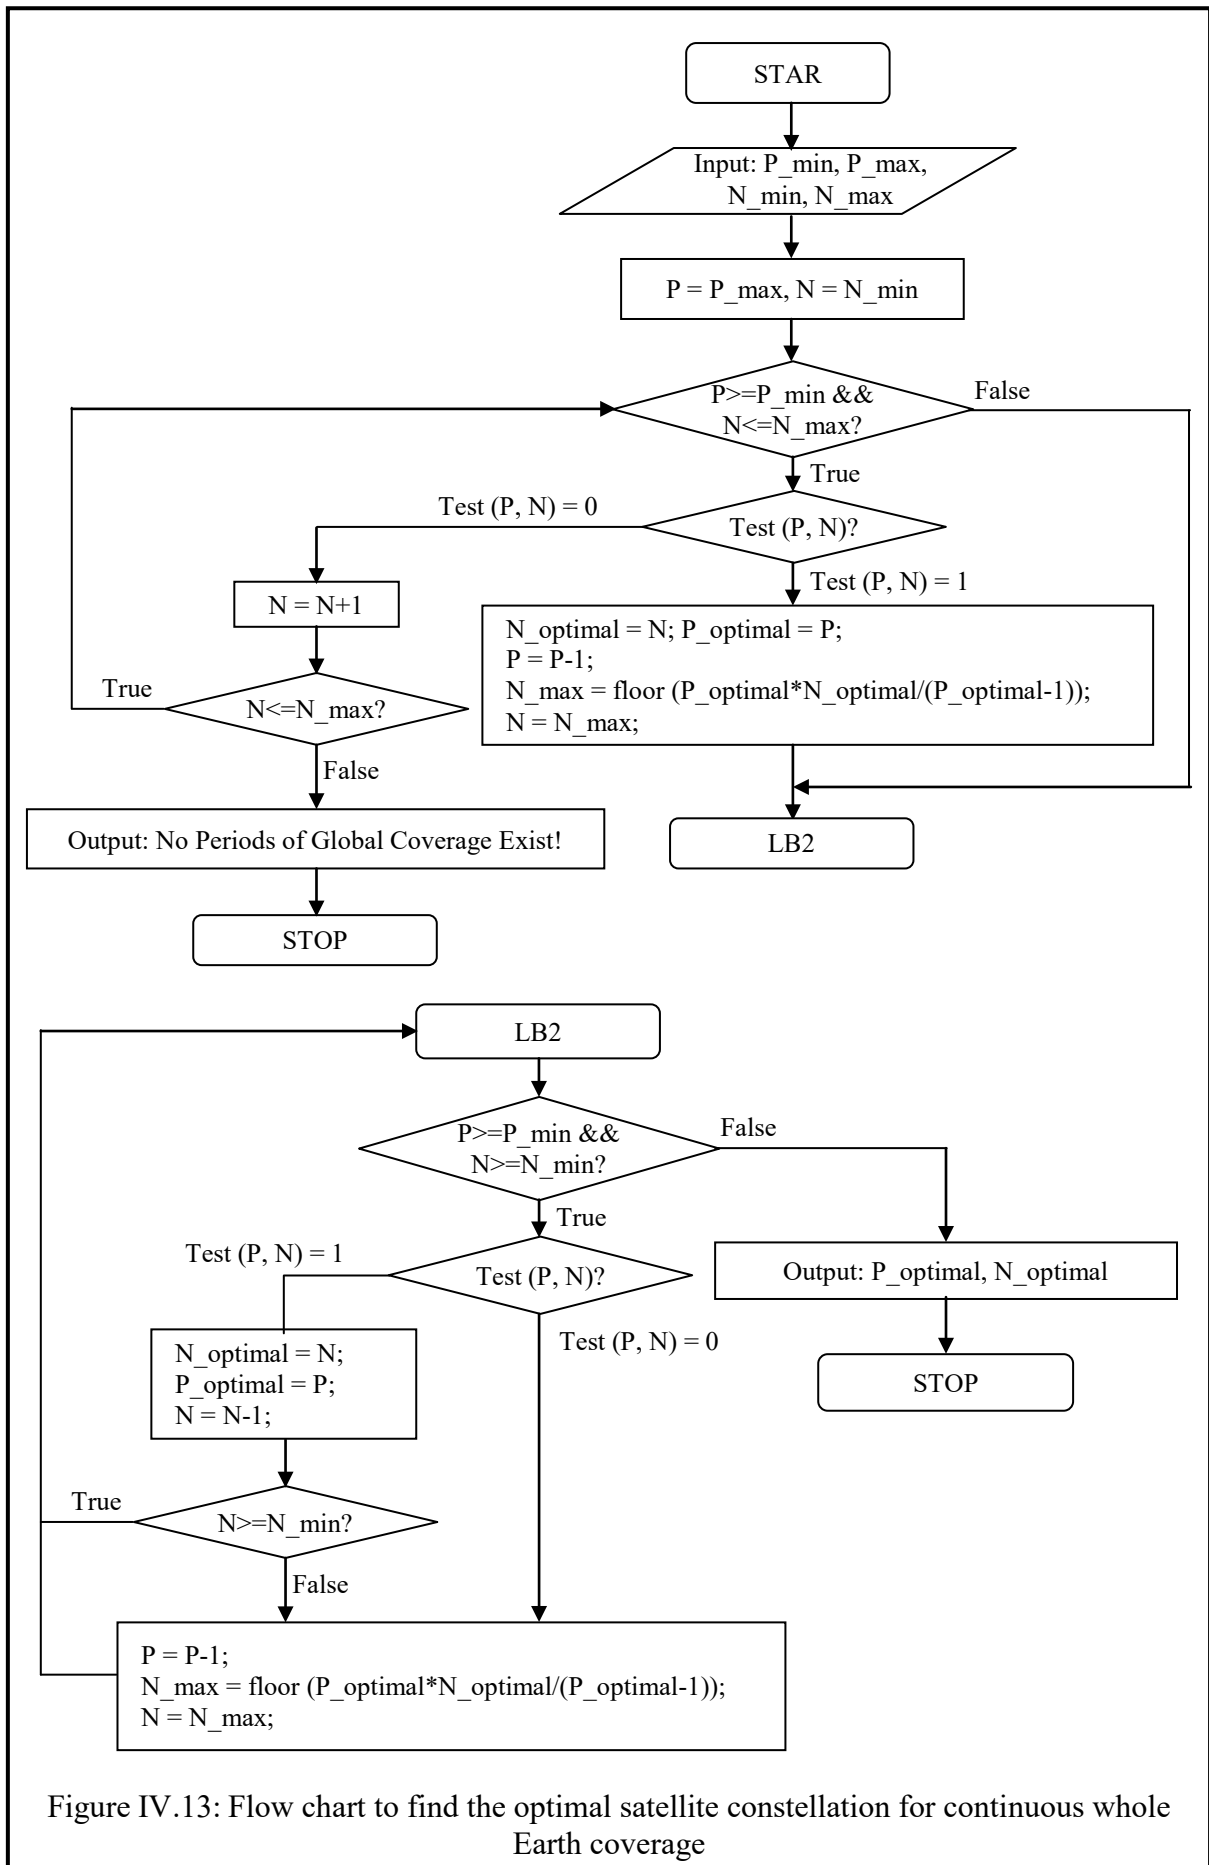 STAR
Input: P_min, P_max,
N_min, N_max
P = P_max, N = N_min
P>=P_min &&
N<=N_max?
False
True
Test (P, N) = 0
Test (P, N)?
Test (P, N) = 1
N = N+1
N_optimal = N; P_optimal = P;
P = P-1;
N_max = floor (P_optimal*N_optimal/(P_optimal-1));
N = N_max;
True
N<=N_max?
False
Output: No Periods of Global Coverage Exist!
LB2
STOP
LB2
P>=P_min &&
N>=N_min?
False
True
Test (P, N) = 1
Test (P, N)?
Output: P_optimal, N_optimal
Test (P, N) = 0
N_optimal = N;
P_optimal = P;
N = N-1;
STOP
True
N>=N_min?
False
P = P-1;
N_max = floor (P_optimal*N_optimal/(P_optimal-1));
N = N_max;
Figure IV.13: Flow chart to find the optimal satellite constellation for continuous whole
Earth coverage